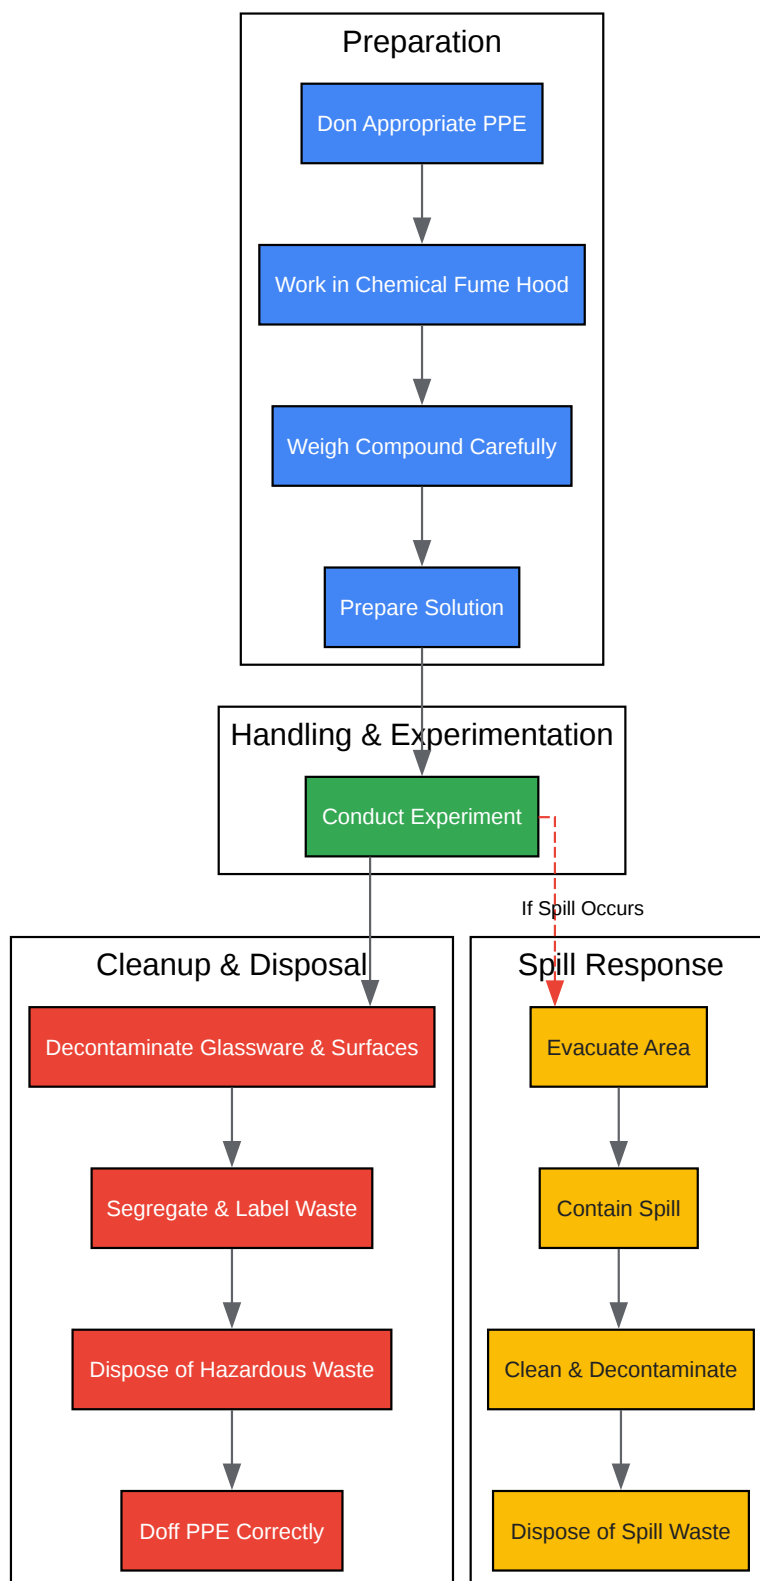 Preparation
Don Appropriate PPE
Work in Chemical Fume Hood
Weigh Compound Carefully
Prepare Solution
Handling & Experimentation
Conduct Experiment
If Spill Occurs
Cleanup & Disposal
Decontaminate Glassware & Surfaces
Segregate & Label Waste
Dispose of Hazardous Waste
Doff PPE Correctly
Spill Response
Evacuate Area
Contain Spill
Clean & Decontaminate
Dispose of Spill Waste